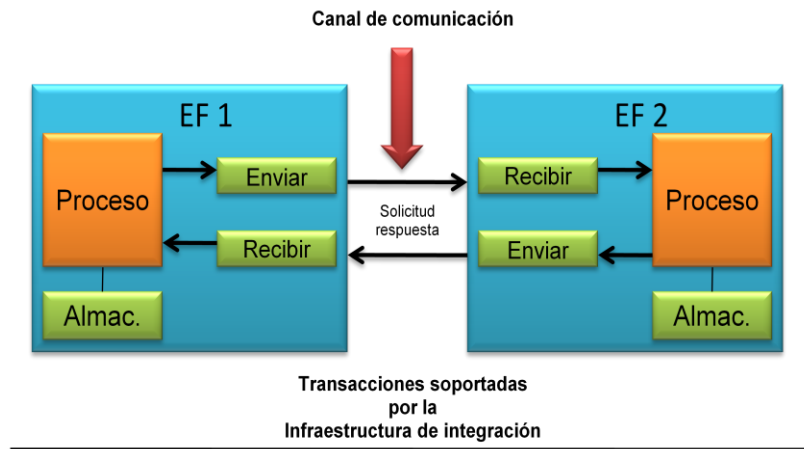 Canal de comunicación
EF 1
EF 2
Proceso
Enviar
Recibir
Almac.
Solicitud
respuesta
Recibir
Enviar
Proceso
Almac.
Transacciones soportadas
por la
Infraestructura de integración